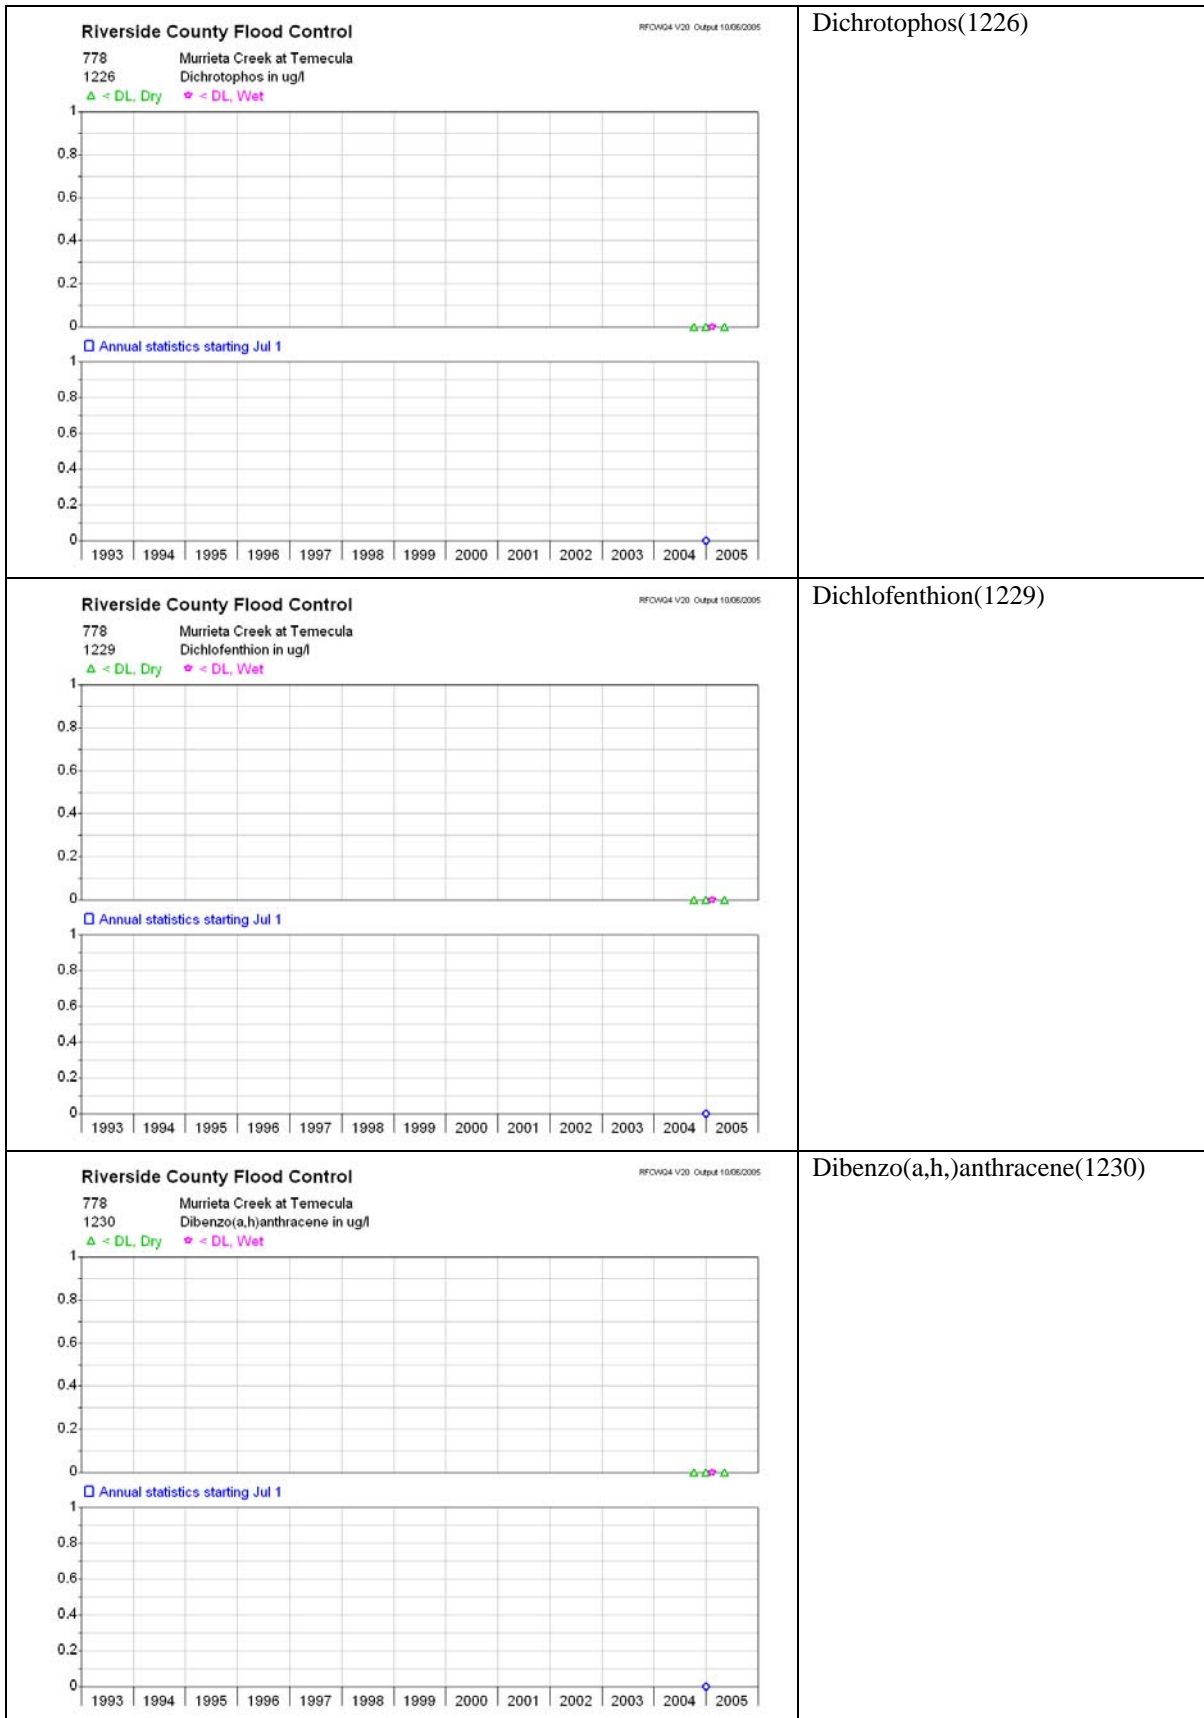 Riverside County Flood Control
RFCWQ4 V20 Output 10/06/2005
778 Murrieta Creek at Temecula
1226 Dichrotophos in ug/l
< DL, Dry < DL, Wet
1
0.8
0.6
0.4
0.2
0
Annual statistics starting Jul 1
1
0.8
0.6
0.4
0.2
0
1993 1994 1995 1996 1997 1998 1999 2000 2001 2002 2003 2004 2005
Dichrotophos(1226)
Riverside County Flood Control
RFCWQ4 V20 Output 10/06/2005
778 Murrieta Creek at Temecula
1229 Dichlofenthion in ug/l
< DL, Dry < DL, Wet
1
0.8
0.6
0.4
0.2
0
Annual statistics starting Jul 1
1
0.8
0.6
0.4
0.2
0
1993 1994 1995 1996 1997 1998 1999 2000 2001 2002 2003 2004 2005
Dichlofenthion(1229)
Riverside County Flood Control
RFCWQ4 V20 Output 10/06/2005
778 Murrieta Creek at Temecula
1230 Dibenzo(a,h)anthracene in ug/l
< DL, Dry < DL, Wet
1
0.8
0.6
0.4
0.2
0
Annual statistics starting Jul 1
1
0.8
0.6
0.4
0.2
0
1993 1994 1995 1996 1997 1998 1999 2000 2001 2002 2003 2004 2005
Dibenzo(a,h,)anthracene(1230)